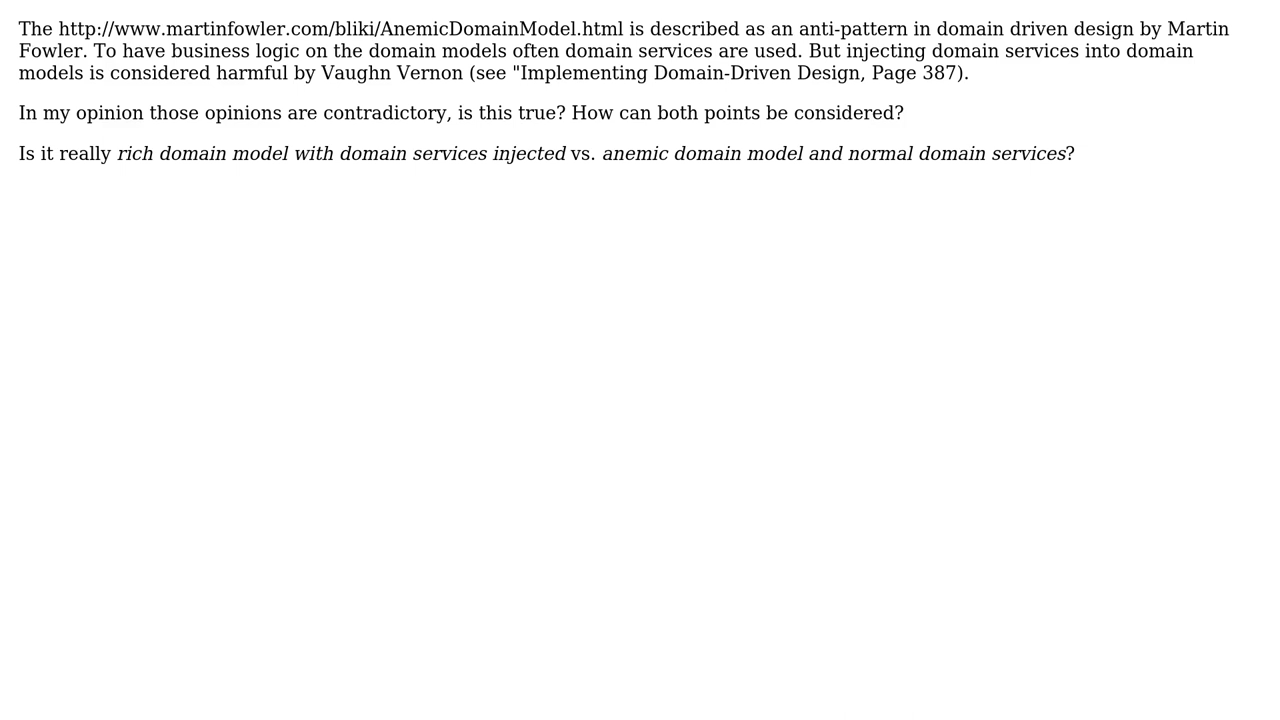 The http://www.martinfowler.com/bliki/AnemicDomainModel.html is described as an anti-pattern in domain driven design by Martin
Fowler. To have business logic on the domain models often domain services are used. But injecting domain services into domain
models is considered harmful by Vaughn Vernon (see "Implementing Domain-Driven Design, Page 387).
In my opinion those opinions are contradictory, is this true? How can both points be considered?
Is it really rich domain model with domain services injected vs. anemic domain model and normal domain services?